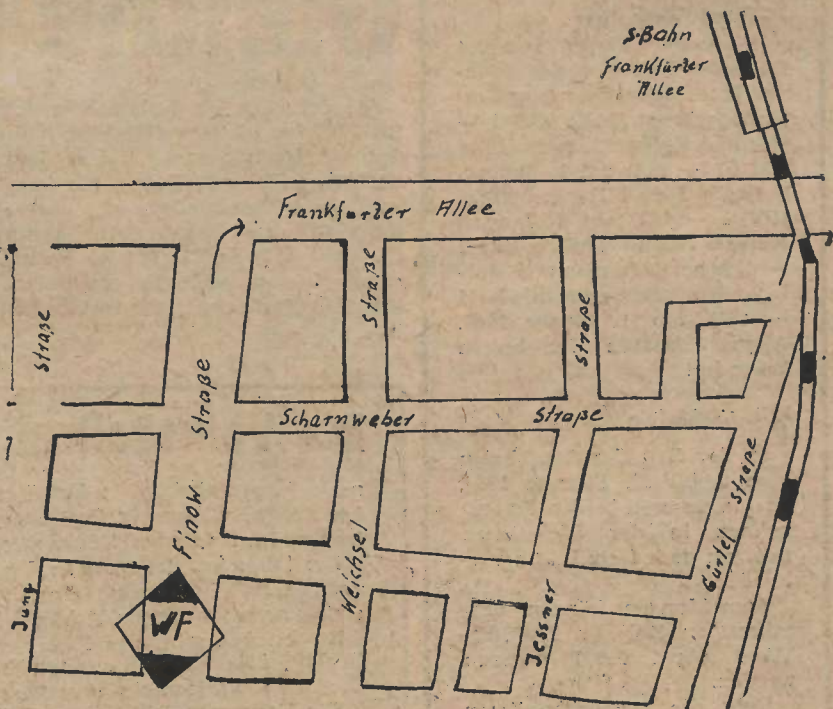 S-Bahn
Frankfurter
Allee
Frankfurter Allee
Straße
Straße
Straße
Straße
Scharnweber Straße
Finow
Weichsel
Jessner
Gürtel Straße
Jung
WF